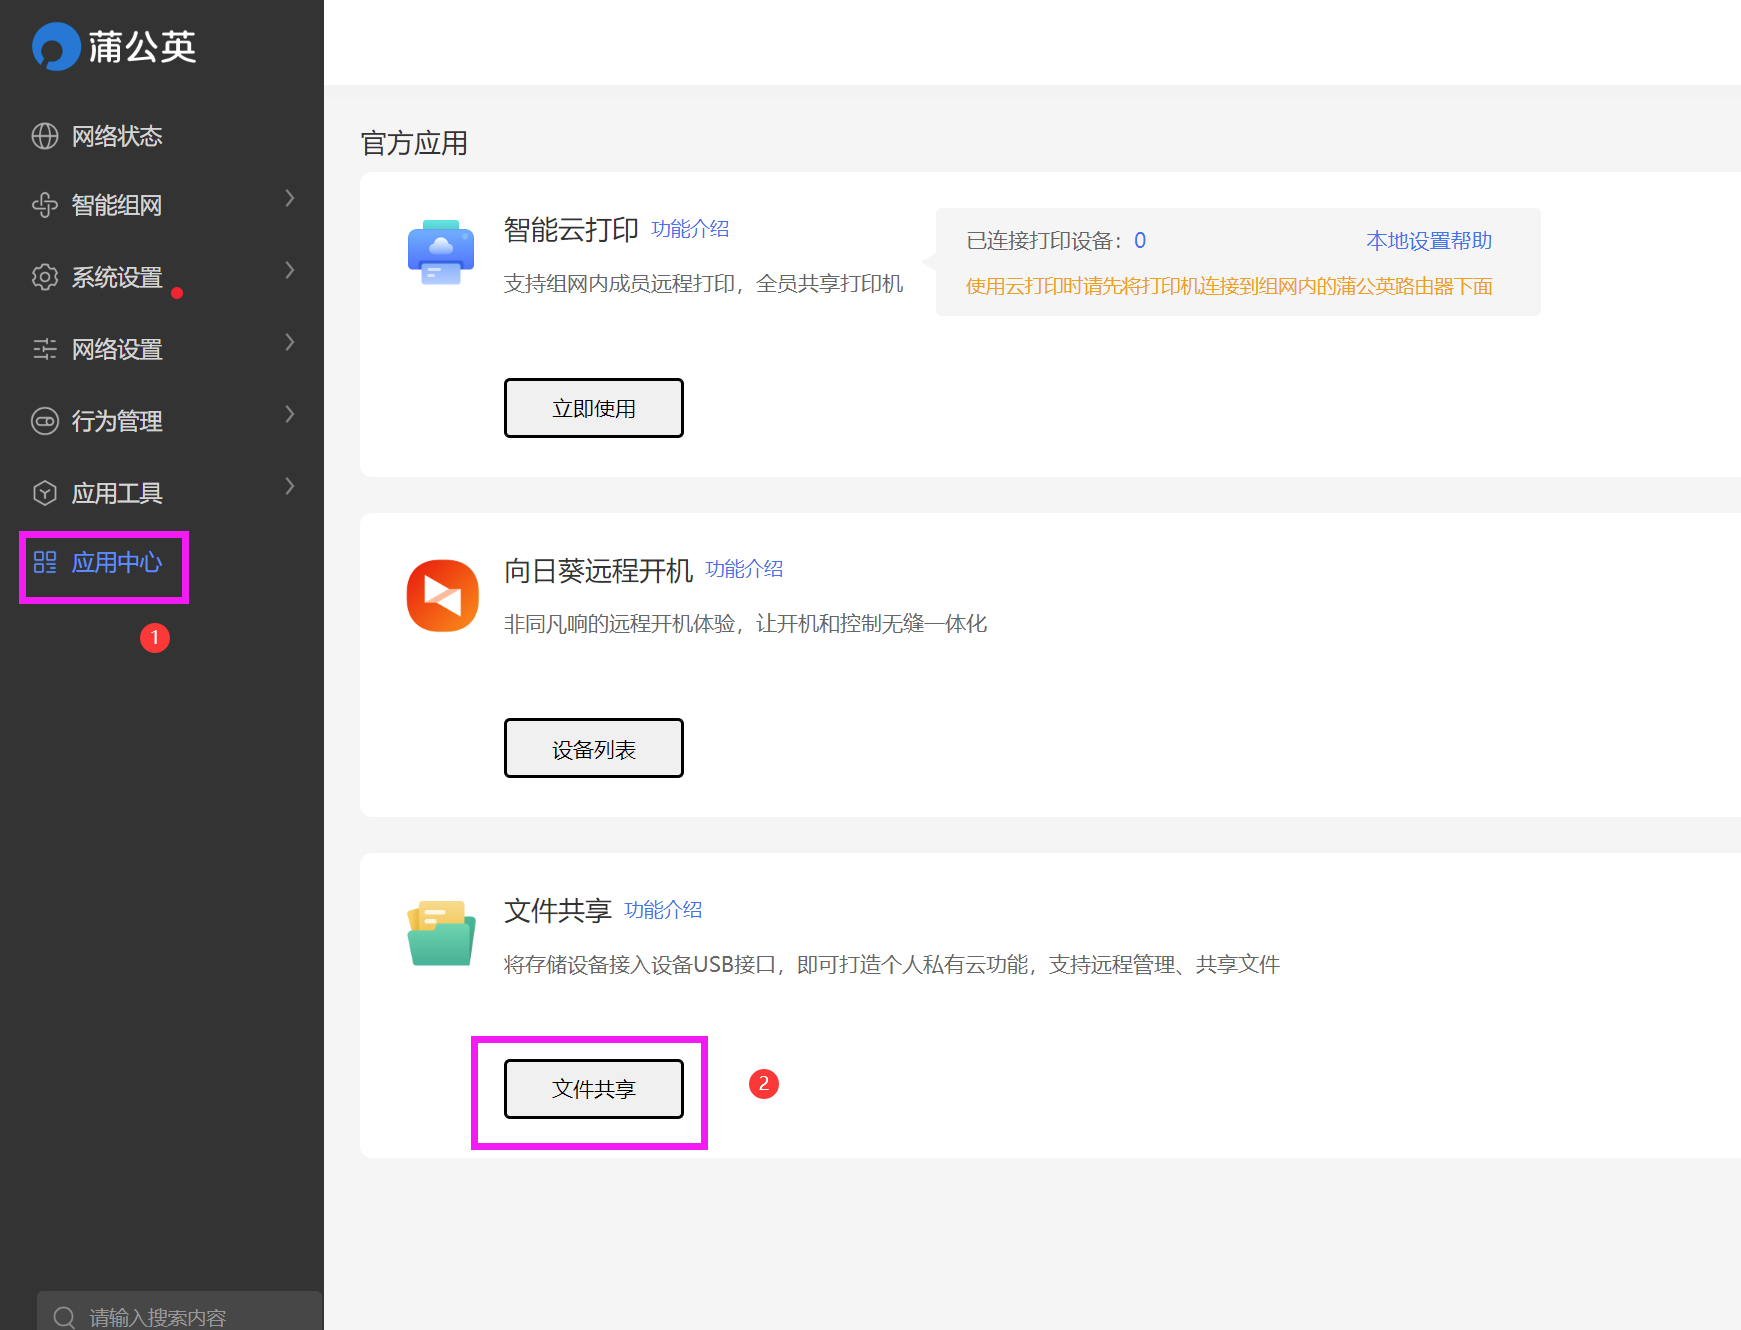 蒲公英
网络状态
智能组网
系统设置
网络设置
行为管理
应用工具
应用中心
1
请输入搜索内容
官方应用
智能云打印 功能介绍
支持组网内成员远程打印，全员共享打印机
已连接打印设备：0 本地设置帮助
使用云打印时请先将打印机连接到组网内的蒲公英路由器下面
立即使用
向日葵远程开机 功能介绍
非同凡响的远程开机体验，让开机和控制无缝一体化
设备列表
文件共享 功能介绍
将存储设备接入设备USB接口，即可打造个人私有云功能，支持远程管理、共享文件
文件共享
2